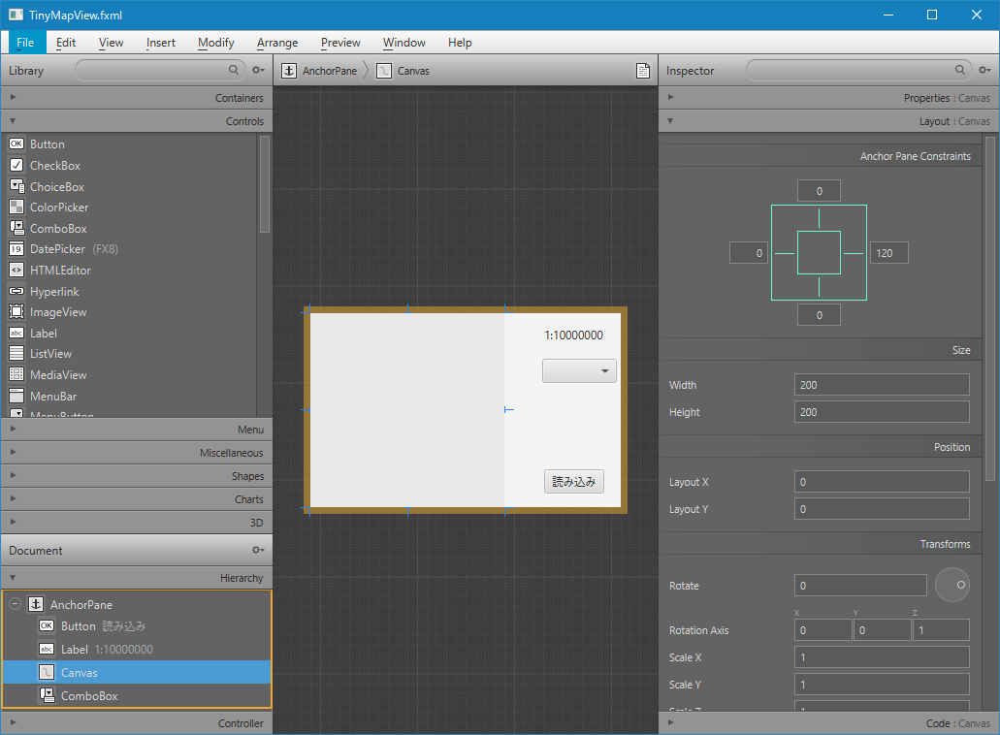 TinyMapView.fxml
File Edit View Insert Modify Arrange Preview Window Help
Library
AnchorPane Canvas
Inspector
Containers
Controls
Button
CheckBox
ChoiceBox
ColorPicker
ComboBox
DatePicker (FX8)
HTMLEditor
Hyperlink
ImageView
Label
ListView
MediaView
MenuBar
MenuButton
Menu
Miscellaneous
Shapes
Charts
3D
Document
Hierarchy
AnchorPane
Button 読み込み
Label 1:10000000
Canvas
ComboBox
Controller
1:10000000
読み込み
Properties : Canvas
Layout : Canvas
Anchor Pane Constraints
0
0 120
0
Size
Width 200
Height 200
Position
Layout X 0
Layout Y 0
Transforms
Rotate 0
X Y Z
Rotation Axis 0 0 1
Scale X 1
Scale Y 1
Scale Z 1
Code : Canvas